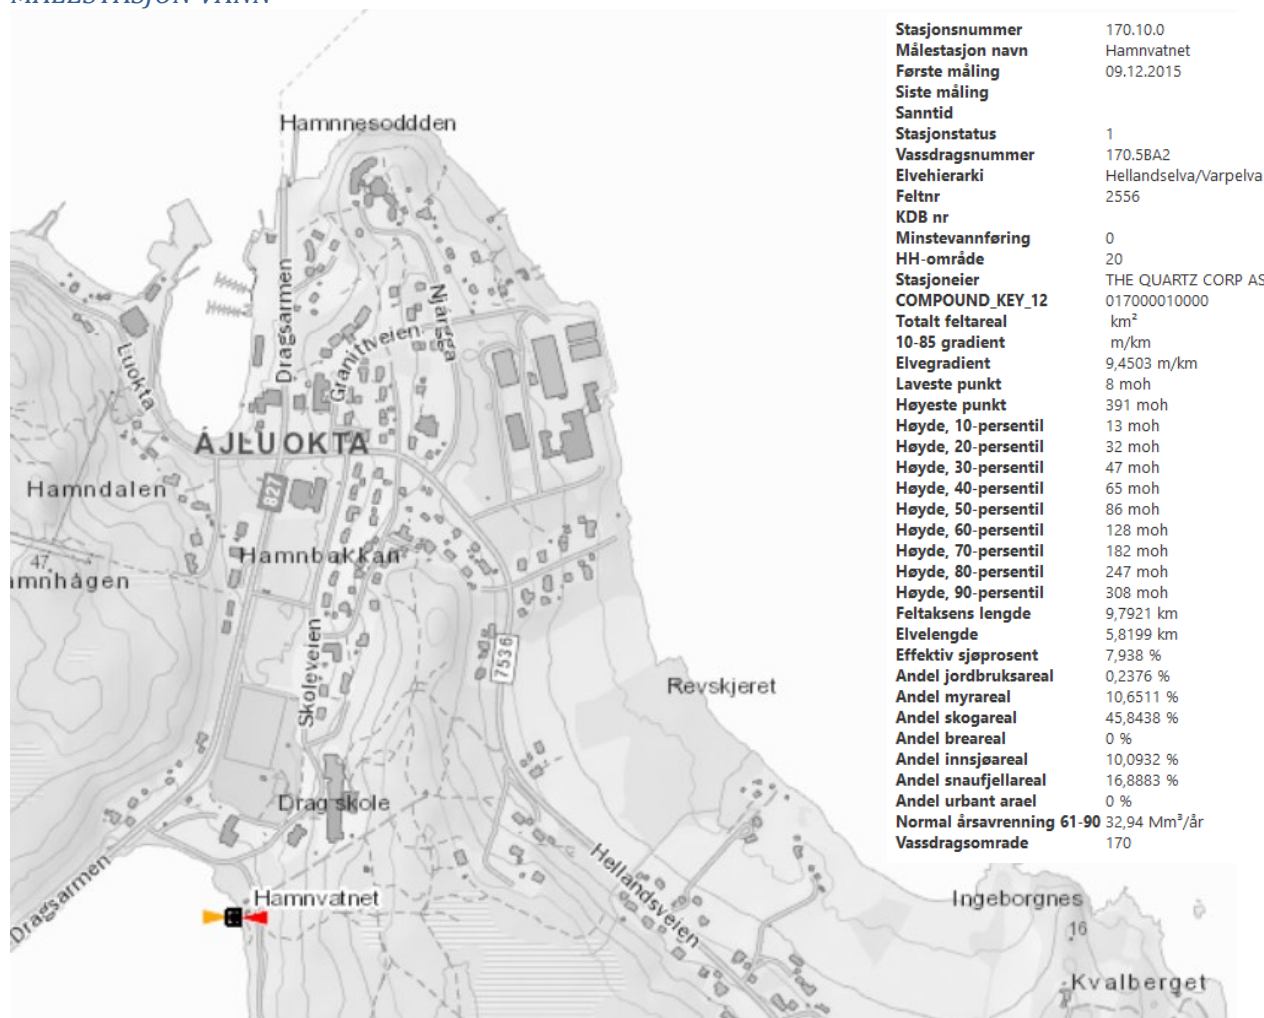 MÅLESTASJON VANN
Stasjonsnummer 170.10.0
Målestasjon navn Hamnvatnet
Første måling 09.12.2015
Siste måling
Sanntid
Stasjonstatus 1
Vassdragsnummer 170.5BA2
Elvehierarki Hellandselva/Varpelva
Feltnr 2556
KDB nr
Minstevannføring 0
HH-område 20
Stasjoneier THE QUARTZ CORP AS
COMPOUND_KEY_12 017000010000
Totalt feltareal km²
10-85 gradient m/km
Elvegradient 9,4503 m/km
Laveste punkt 8 moh
Høyeste punkt 391 moh
Høyde, 10-persentil 13 moh
Høyde, 20-persentil 32 moh
Høyde, 30-persentil 47 moh
Høyde, 40-persentil 65 moh
Høyde, 50-persentil 86 moh
Høyde, 60-persentil 128 moh
Høyde, 70-persentil 182 moh
Høyde, 80-persentil 247 moh
Høyde, 90-persentil 308 moh
Feltaksens lengde 9,7921 km
Elvelengde 5,8199 km
Effektiv sjøprosent 7,938 %
Andel jordbruksareal 0,2376 %
Andel myrareal 10,6511 %
Andel skogareal 45,8438 %
Andel breareal 0 %
Andel innsjøareal 10,0932 %
Andel snaufjellareal 16,8883 %
Andel urbant arael 0 %
Normal årsavrenning 61-90 32,94 Mm³/år
Vassdragsomrade 170
Hamnnesoddden
Dragsarmen
Njárgga
Granittveien
Luokta
ÁJLUOKTA
827
Hamndalen
Hamnbakkan
47
amnhågen
Skoleveien
7536
Revskjeret
Drag skole
Hellandsveien
Dragsarmen
Hamnvatnet
Ingeborgnes
16
Kvalberget